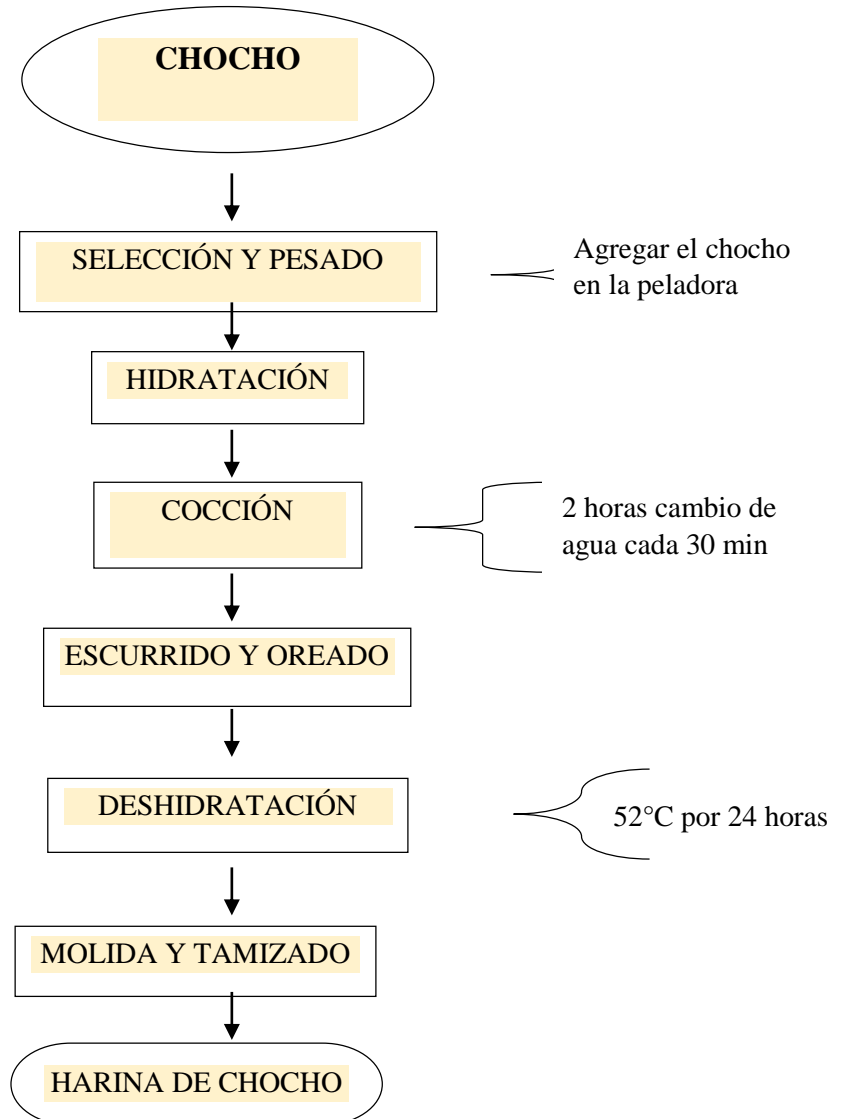 CHOCHO
SELECCIÓN Y PESADO
Agregar el chocho
en la peladora
HIDRATACIÓN
COCCIÓN
2 horas cambio de
agua cada 30 min
ESCURRIDO Y OREADO
DESHIDRATACIÓN
52°C por 24 horas
MOLIDA Y TAMIZADO
HARINA DE CHOCHO